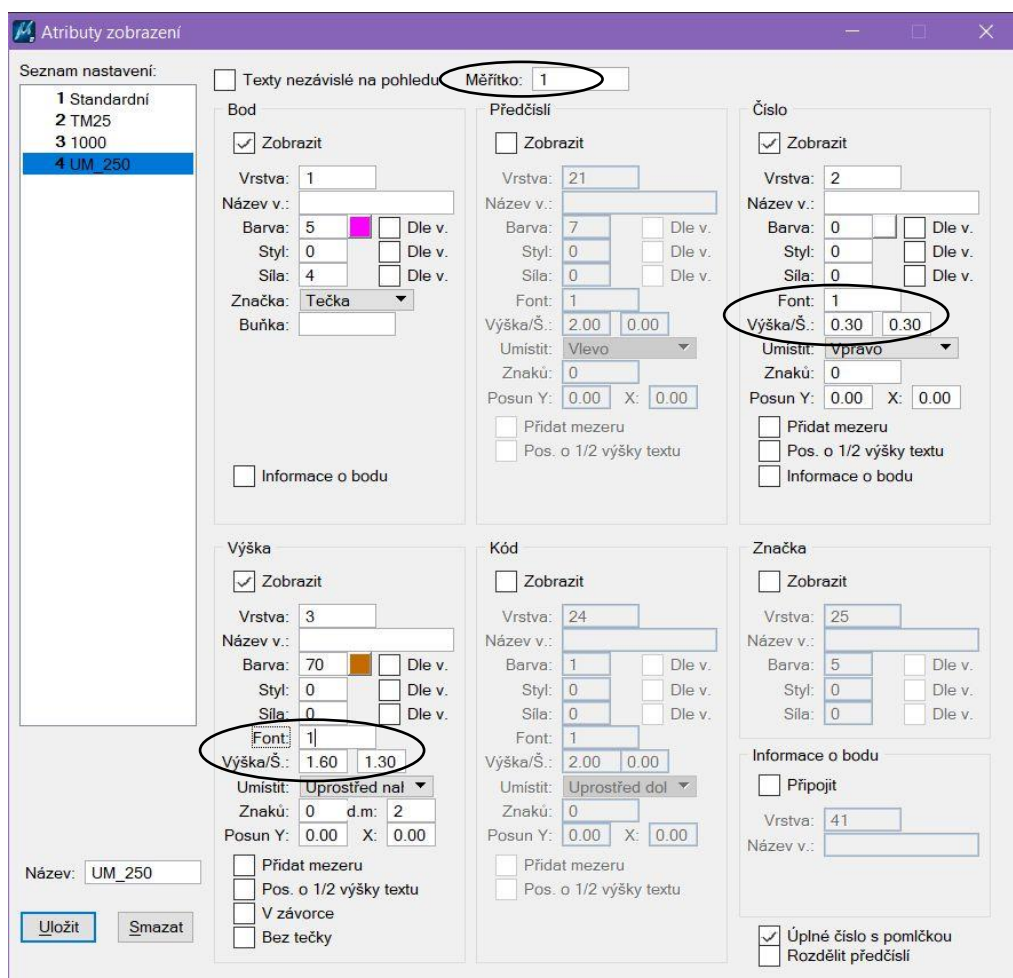 Atributy zobrazení
Seznam nastavení:
1 Standardní
2 TM25
3 1000
4 UM_250
Texty nezávislé na pohledu Měřítko: 1
Bod
Zobrazit
Vrstva: 1
Název v.:
Barva: 5 Dle v.
Styl: 0 Dle v.
Síla: 4 Dle v.
Značka: Tečka
Buňka:
Informace o bodu
Předčíslí
Zobrazit
Vrstva: 21
Název v.:
Barva: 7 Dle v.
Styl: 0 Dle v.
Síla: 0 Dle v.
Font: 1
Výška/Š.: 2.00 0.00
Umístit: Vlevo
Znaků: 0
Posun Y: 0.00 X: 0.00
Přidat mezeru
Pos. o 1/2 výšky textu
Číslo
Zobrazit
Vrstva: 2
Název v.:
Barva: 0 Dle v.
Styl: 0 Dle v.
Síla: 0 Dle v.
Font: 1
Výška/Š.: 0.30 0.30
Umístit: Vpravo
Znaků: 0
Posun Y: 0.00 X: 0.00
Přidat mezeru
Pos. o 1/2 výšky textu
Informace o bodu
Výška
Zobrazit
Vrstva: 3
Název v.:
Barva: 70 Dle v.
Styl: 0 Dle v.
Síla: 0 Dle v.
Font: 1
Výška/Š.: 1.60 1.30
Umístit: Uprostřed nal
Znaků: 0 d.m: 2
Posun Y: 0.00 X: 0.00
Přidat mezeru
Pos. o 1/2 výšky textu
V závorce
Bez tečky
Kód
Zobrazit
Vrstva: 24
Název v.:
Barva: 1 Dle v.
Styl: 0 Dle v.
Síla: 0 Dle v.
Font: 1
Výška/Š.: 2.00 0.00
Umístit: Uprostřed dol
Znaků: 0
Posun Y: 0.00 X: 0.00
Přidat mezeru
Pos. o 1/2 výšky textu
Značka
Zobrazit
Vrstva: 25
Název v.:
Barva: 5 Dle v.
Styl: 0 Dle v.
Síla: 0 Dle v.
Informace o bodu
Připojit
Vrstva: 41
Název v.:
Úplné číslo s pomlčkou
Rozdělit předčíslí
Název: UM_250
Uložit Smazat